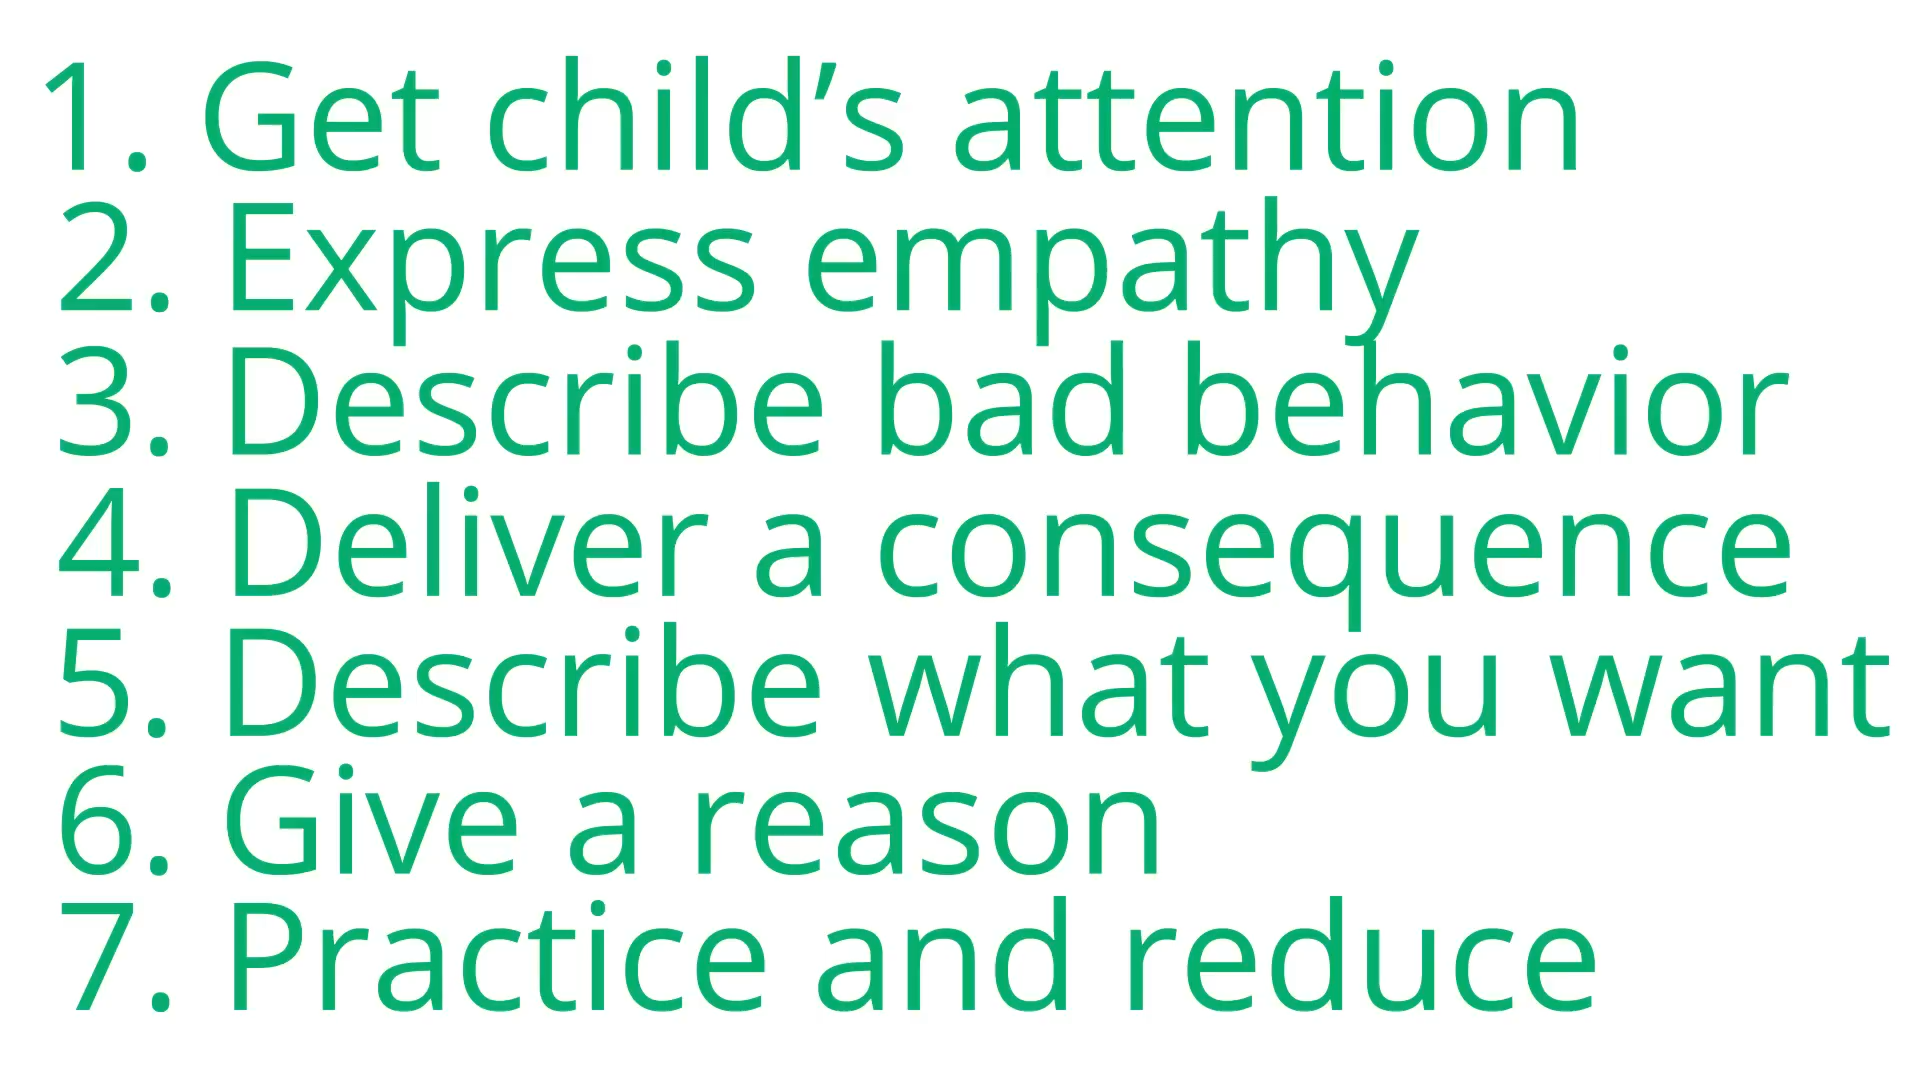 1. Get child’s attention
2. Express empathy
3. Describe bad behavior
4. Deliver a consequence
5. Describe what you want
6. Give a reason
7. Practice and reduce